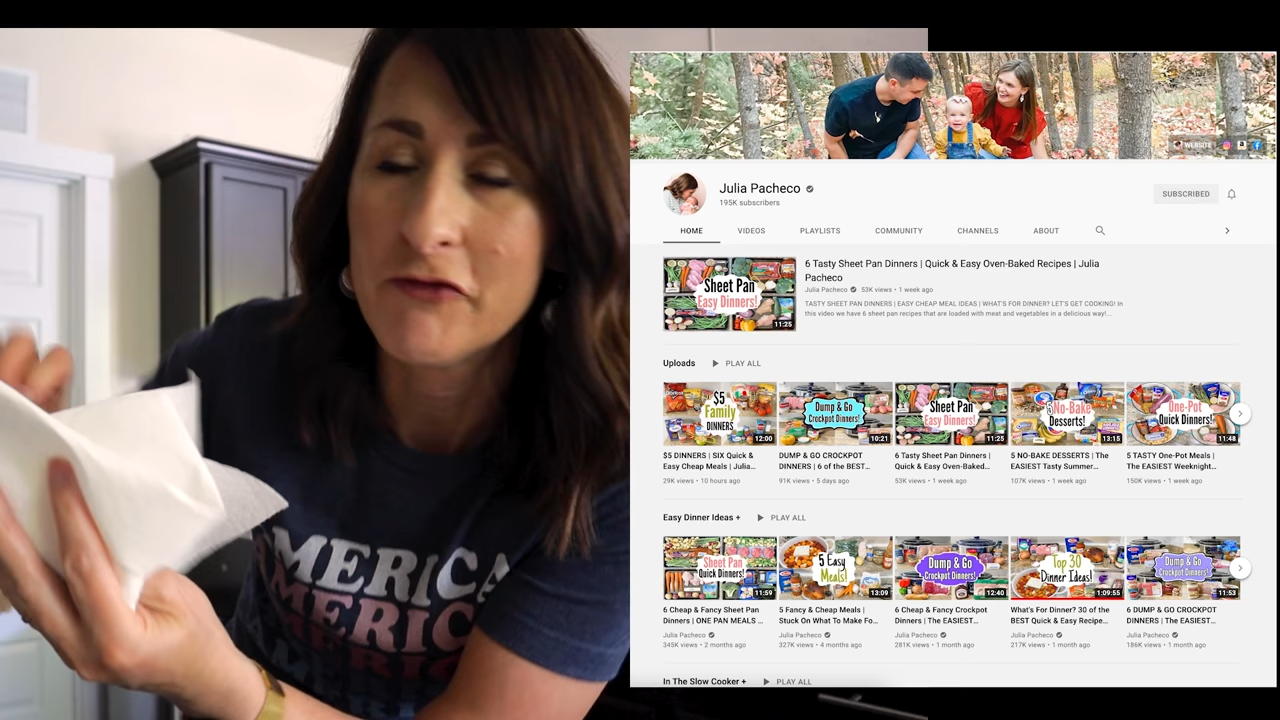 MERICA
MERICA
WEBSITE
Julia Pacheco
195K subscribers
SUBSCRIBED
HOME VIDEOS PLAYLISTS COMMUNITY CHANNELS ABOUT
Sheet Pan
Easy Dinners!
11:25
6 Tasty Sheet Pan Dinners | Quick & Easy Oven-Baked Recipes | Julia
Pacheco
Julia Pacheco 53K views • 1 week ago
TASTY SHEET PAN DINNERS | EASY CHEAP MEAL IDEAS | WHAT'S FOR DINNER? LET'S GET COOKING! In
this video we have 6 sheet pan recipes that are loaded with meat and vegetables in a delicious way!...
Uploads PLAY ALL
$5
Family
DINNERS
12:00
Dump & Go
Crockpot Dinners!
10:21
Sheet Pan
Easy Dinners!
11:25
No-Bake
Desserts!
13:15
One-Pot
Quick Dinners!
11:48
$5 DINNERS | SIX Quick &
Easy Cheap Meals | Julia...
29K views • 10 hours ago
DUMP & GO CROCKPOT
DINNERS | 6 of the BEST...
91K views • 5 days ago
6 Tasty Sheet Pan Dinners |
Quick & Easy Oven-Baked...
53K views • 1 week ago
5 NO-BAKE DESSERTS | The
EASIEST Tasty Summer...
107K views • 1 week ago
5 TASTY One-Pot Meals |
The EASIEST Weeknight...
150K views • 1 week ago
Easy Dinner Ideas + PLAY ALL
Sheet Pan
Quick Dinners!
11:59
5 Easy
Meals!
13:09
Dump & Go
Crockpot Dinners!
12:40
Top 30
Dinner Ideas!
1:09:55
Dump & Go
Crockpot Dinners!
11:53
6 Cheap & Fancy Sheet Pan
Dinners | ONE PAN MEALS ...
Julia Pacheco
345K views • 2 months ago
5 Fancy & Cheap Meals |
Stuck On What To Make Fo...
Julia Pacheco
327K views • 4 months ago
6 Cheap & Fancy Crockpot
Dinners | The EASIEST...
Julia Pacheco
281K views • 1 month ago
What's For Dinner? 30 of the
BEST Quick & Easy Recipe...
Julia Pacheco
217K views • 1 month ago
6 DUMP & GO CROCKPOT
DINNERS | The EASIEST...
Julia Pacheco
186K views • 1 month ago
In The Slow Cooker + PLAY ALL